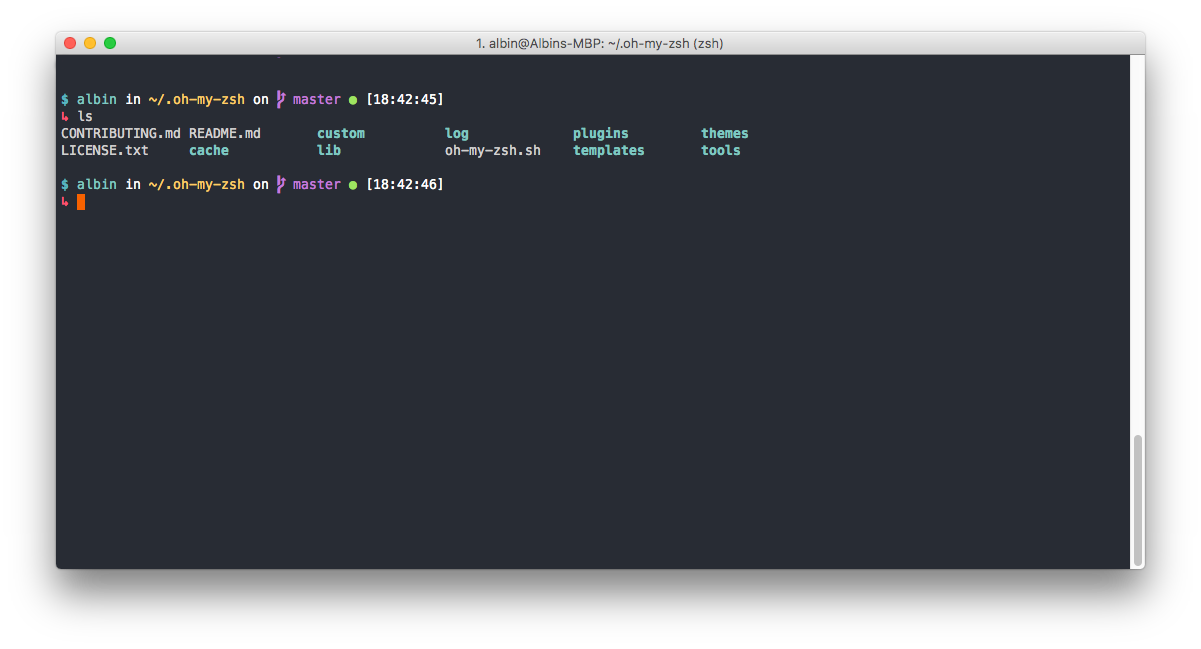 1. albin@Albins-MBP: ~/.oh-my-zsh (zsh)
$ albin in ~/.oh-my-zsh on master ● [18:42:45]
↳ ls
CONTRIBUTING.md README.md custom log plugins themes
LICENSE.txt cache lib oh-my-zsh.sh templates tools
$ albin in ~/.oh-my-zsh on master ● [18:42:46]
↳